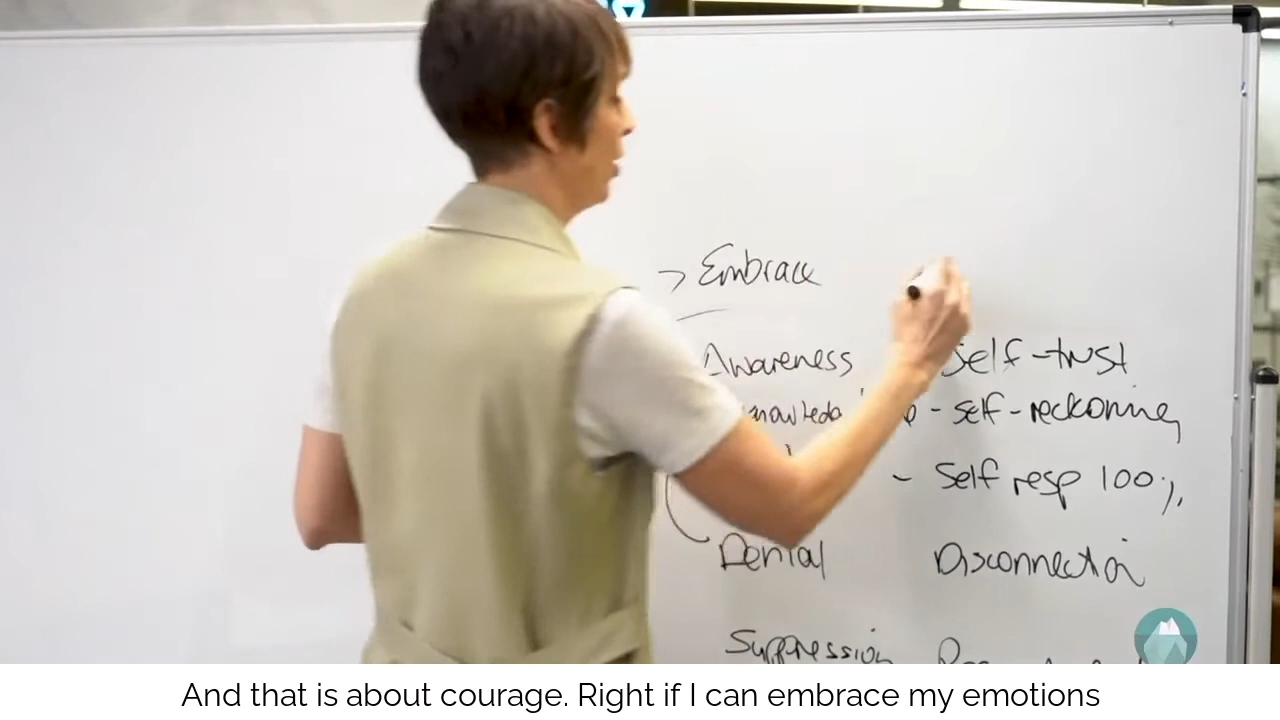 > Embrace
Awareness Self-trust
- self-reckoning
- Self resp 100%
Denial Disconnection
Suppression
And that is about courage. Right if I can embrace my emotions